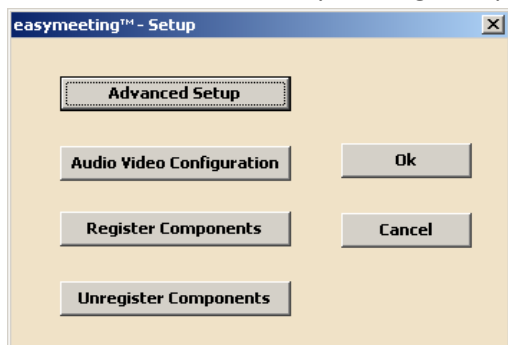 easymeeting™ - Setup
Advanced Setup
Audio Video Configuration
Ok
Register Components
Cancel
Unregister Components